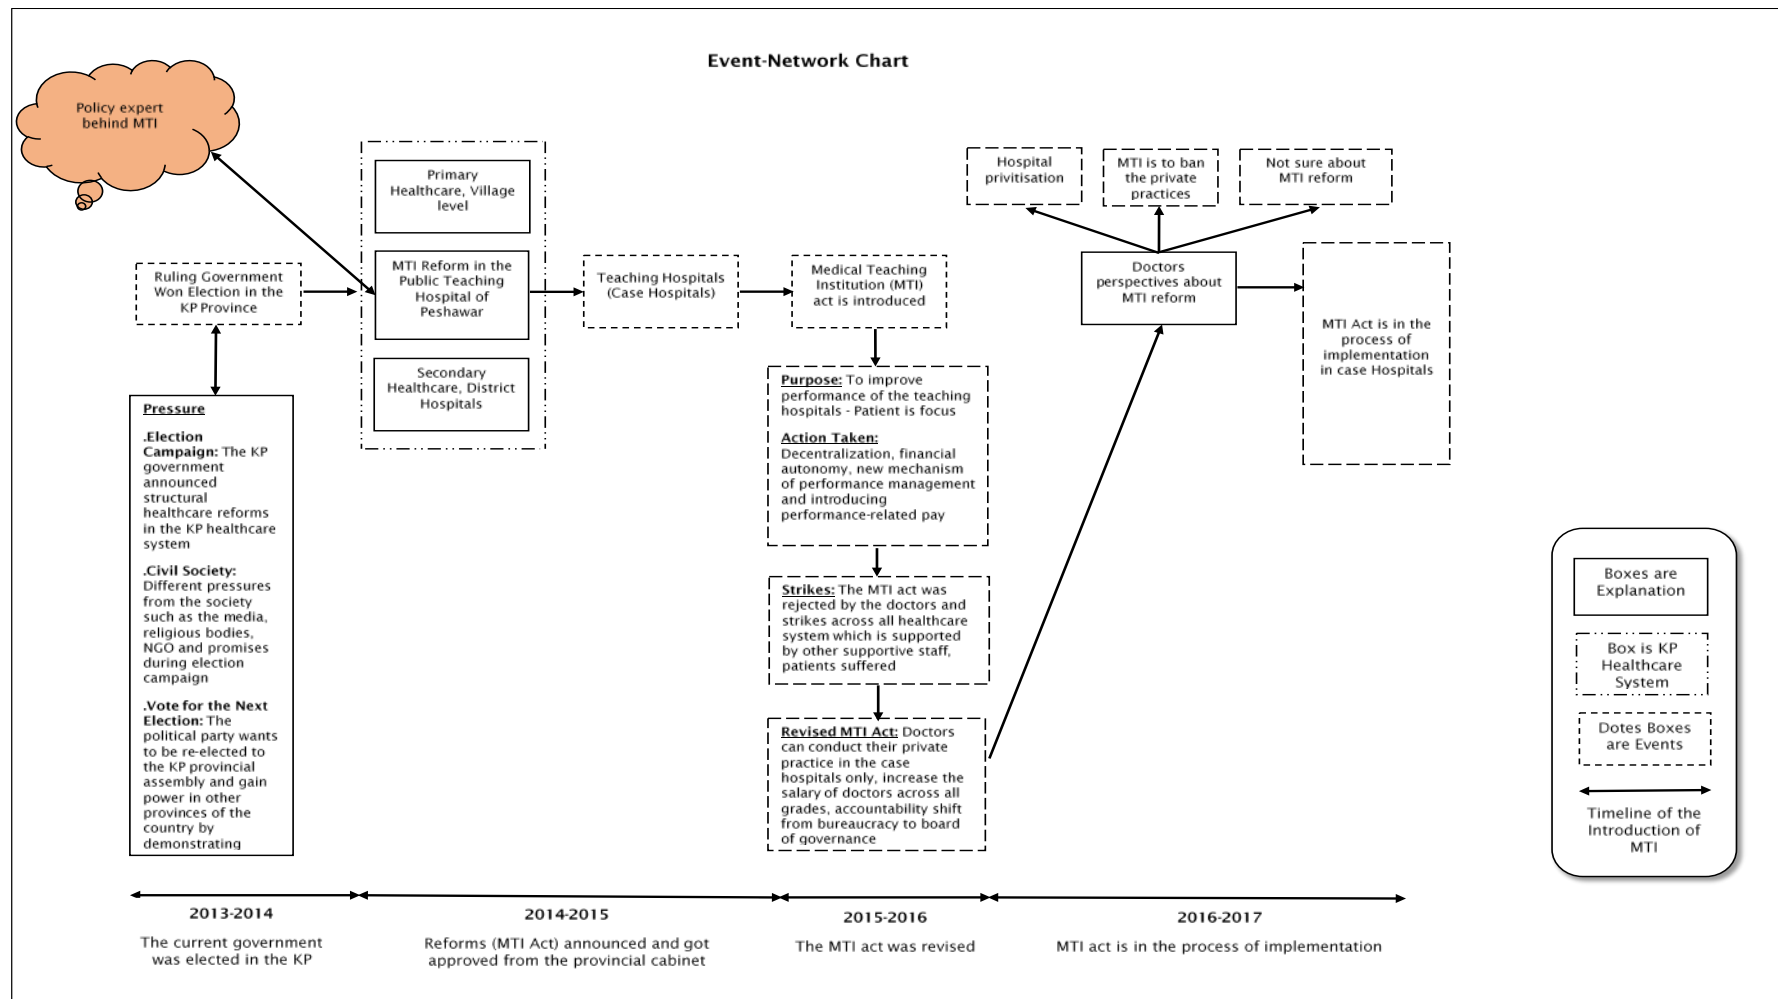 Event-Network Chart
Policy expert
behind MTI
Ruling Government
Won Election in the
KP Province
Pressure
.Election
Campaign: The KP
government
announced
structural
healthcare reforms
in the KP healthcare
system
.Civil Society:
Different pressures
from the society
such as the media,
religious bodies,
NGO and promises
during election
campaign
.Vote for the Next
Election: The
political party wants
to be re-elected to
the KP provincial
assembly and gain
power in other
provinces of the
country by
demonstrating
Primary
Healthcare, Village
level
MTI Reform in the
Public Teaching
Hospital of
Peshawar
Secondary
Healthcare, District
Hospitals
Teaching Hospitals
(Case Hospitals)
Medical Teaching
Institution (MTI)
act is introduced
Purpose: To improve
performance of the teaching
hospitals - Patient is focus
Action Taken:
Decentralization, financial
autonomy, new mechanism
of performance management
and introducing
performance-related pay
Strikes: The MTI act was
rejected by the doctors and
strikes across all healthcare
system which is supported
by other supportive staff,
patients suffered
Revised MTI Act: Doctors
can conduct their private
practice in the case
hospitals only, increase the
salary of doctors across all
grades, accountability shift
from bureaucracy to board
of governance
Hospital
privitisation
MTI is to ban
the private
practices
Not sure about
MTI reform
Doctors
perspectives about
MTI reform
MTI Act is in the
process of
implementation
in case Hospitals
Boxes are
Explanation
Box is KP
Healthcare
System
Dotes Boxes
are Events
Timeline of the
Introduction of
MTI
2013-2014
The current government
was elected in the KP
2014-2015
Reforms (MTI Act) announced and got
approved from the provincial cabinet
2015-2016
The MTI act was revised
2016-2017
MTI act is in the process of implementation